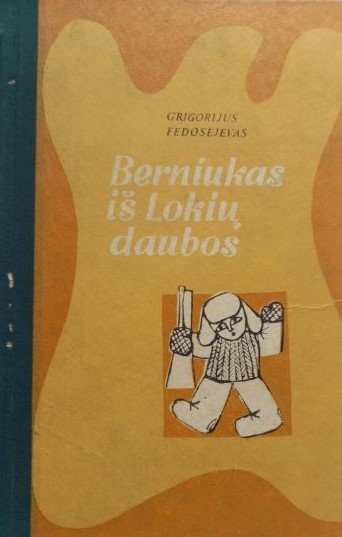 GRIGORIJUS
FEDOSEJEVAS
Berniukas
iš Lokių
daubos